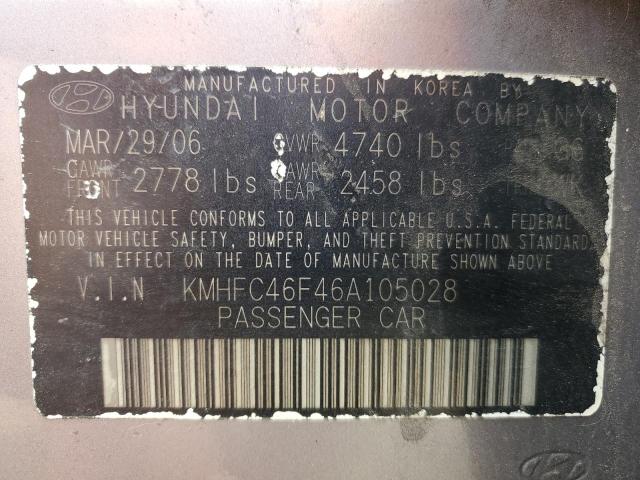 MANUFACTURED IN KOREA BY
HYUNDAI MOTOR COMPANY
MAR/29/06 GVWR 4740 lbs
GAWR FRONT 2778 lbs GAWR REAR 2458 lbs
THIS VEHICLE CONFORMS TO ALL APPLICABLE U.S.A. FEDERAL
MOTOR VEHICLE SAFETY, BUMPER, AND THEFT PREVENTION STANDARDS
IN EFFECT ON THE DATE OF MANUFACTURE SHOWN ABOVE
V.I.N KMHFC46F46A105028
PASSENGER CAR